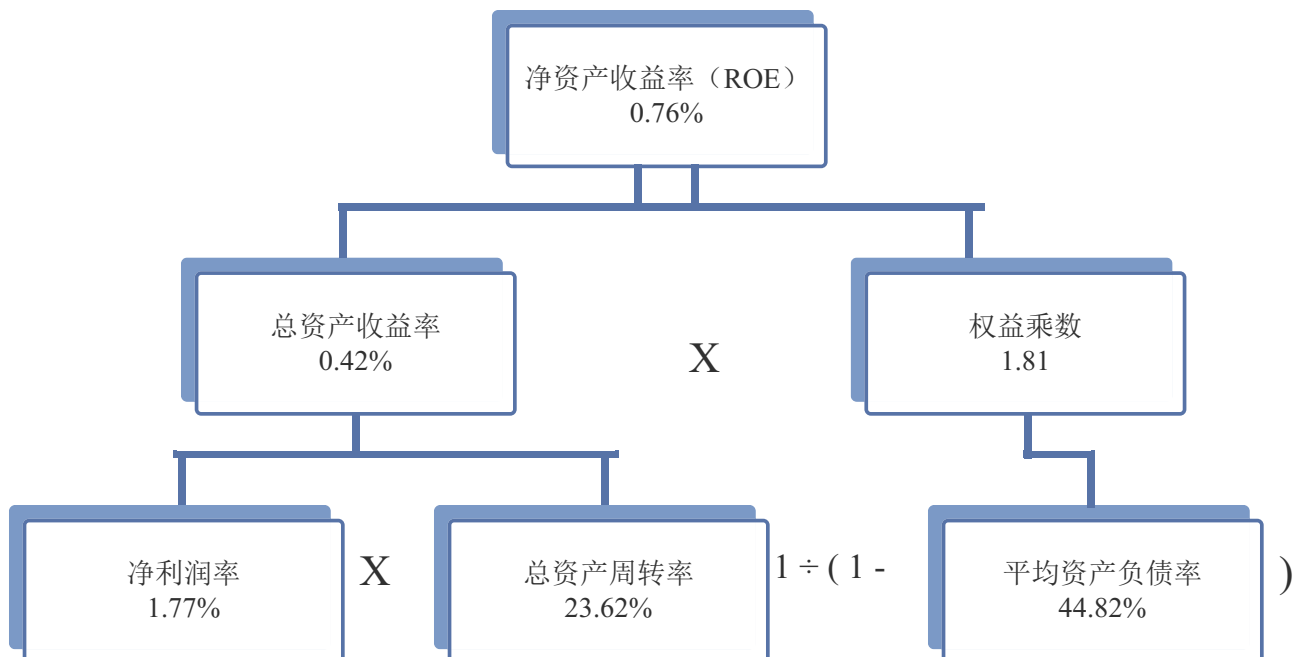 净资产收益率（ROE）
0.76%
总资产收益率
0.42%
X
权益乘数
1.81
净利润率
1.77%
X
总资产周转率
23.62%
1 ÷ ( 1 -
平均资产负债率
44.82%
)